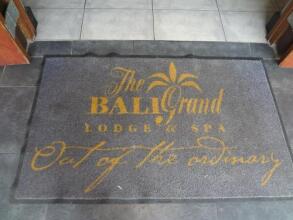 The
BALI Grand
LODGE & SPA
Out of the ordinary